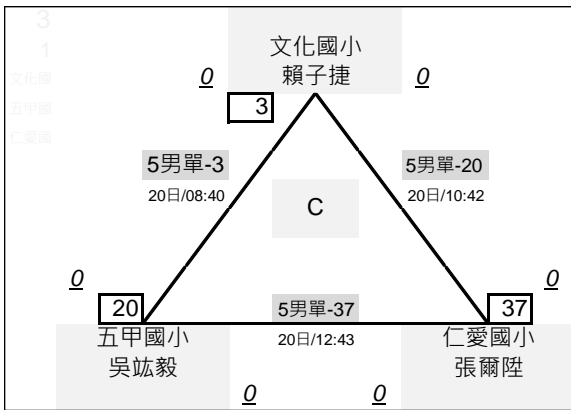 3
1
文化國
五甲國
仁愛國
文化國小
賴子捷
0
0
3
5男單-3
20日/08:40
5男單-20
20日/10:42
C
0
0
20
5男單-37
37
五甲國小
吳竑毅
20日/12:43
仁愛國小
張爾陞
0
0